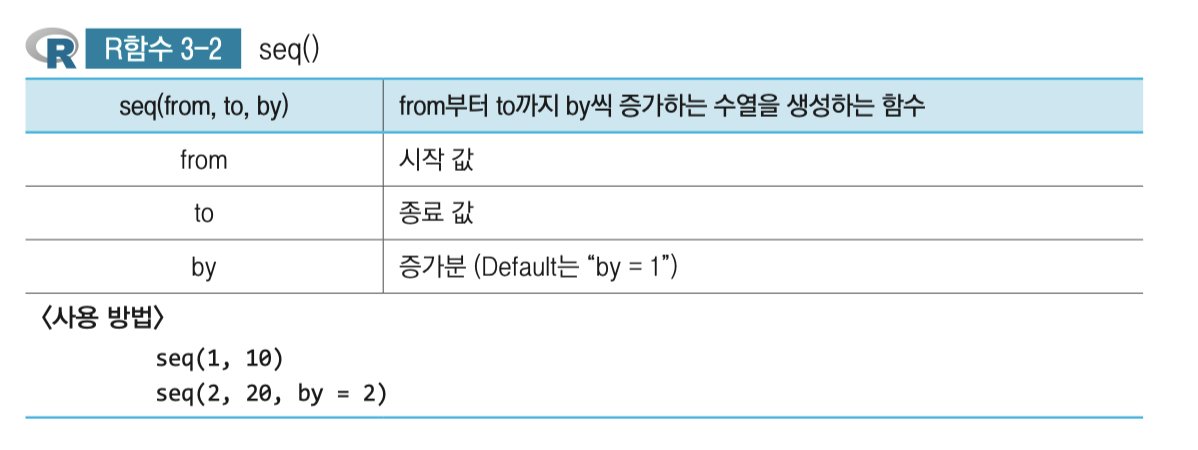 R R함수 3-2 seq()
seq(from, to, by) from부터 to까지 by씩 증가하는 수열을 생성하는 함수
from 시작 값
to 종료 값
by 증가분 (Default는 “by = 1”)
〈사용 방법〉
seq(1, 10)
seq(2, 20, by = 2)